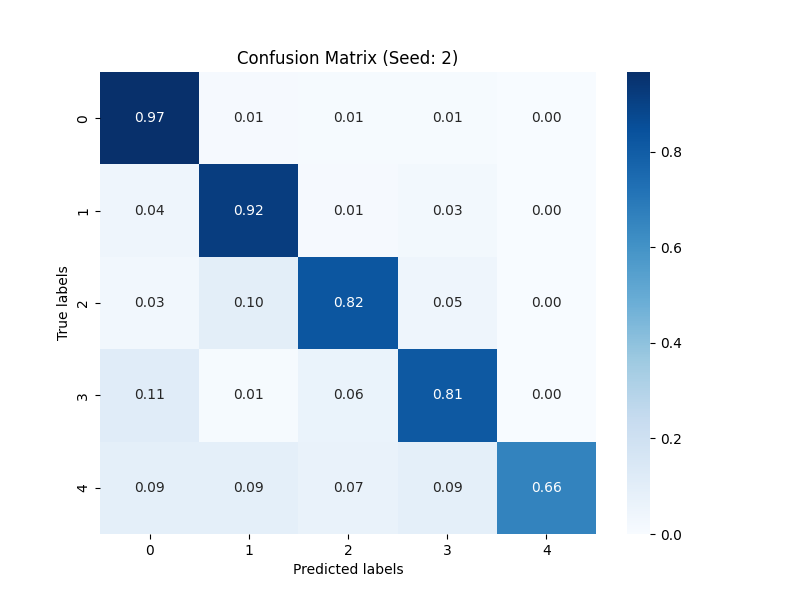 Confusion Matrix (Seed: 2)
0 0.97 0.01 0.01 0.01 0.00
1 0.04 0.92 0.01 0.03 0.00
2 0.03 0.10 0.82 0.05 0.00
3 0.11 0.01 0.06 0.81 0.00
4 0.09 0.09 0.07 0.09 0.66
0 1 2 3 4
True labels
Predicted labels
0.8
0.6
0.4
0.2
0.0